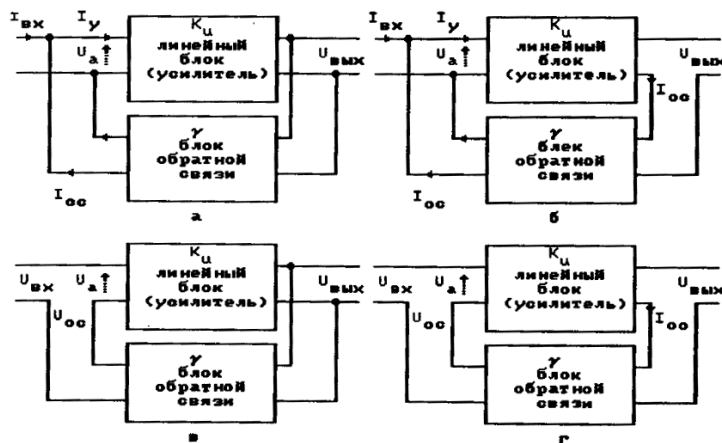 Iвх Iу Ku линейный блок (усилитель) Uа Uвых
γ блок обратной связи
Iос
а
Iвх Iу Ku линейный блок (усилитель) Uа Uвых
Iос
γ блек обратной связи
Iос
б
Uвх Uа Ku линейный блок (усилитель) Uвых
Uос
γ блок обратной связи
в
Uвх Uа Ku линейный блок (усилитель) Uвых
Uос Iос
γ блок обратной связи
г